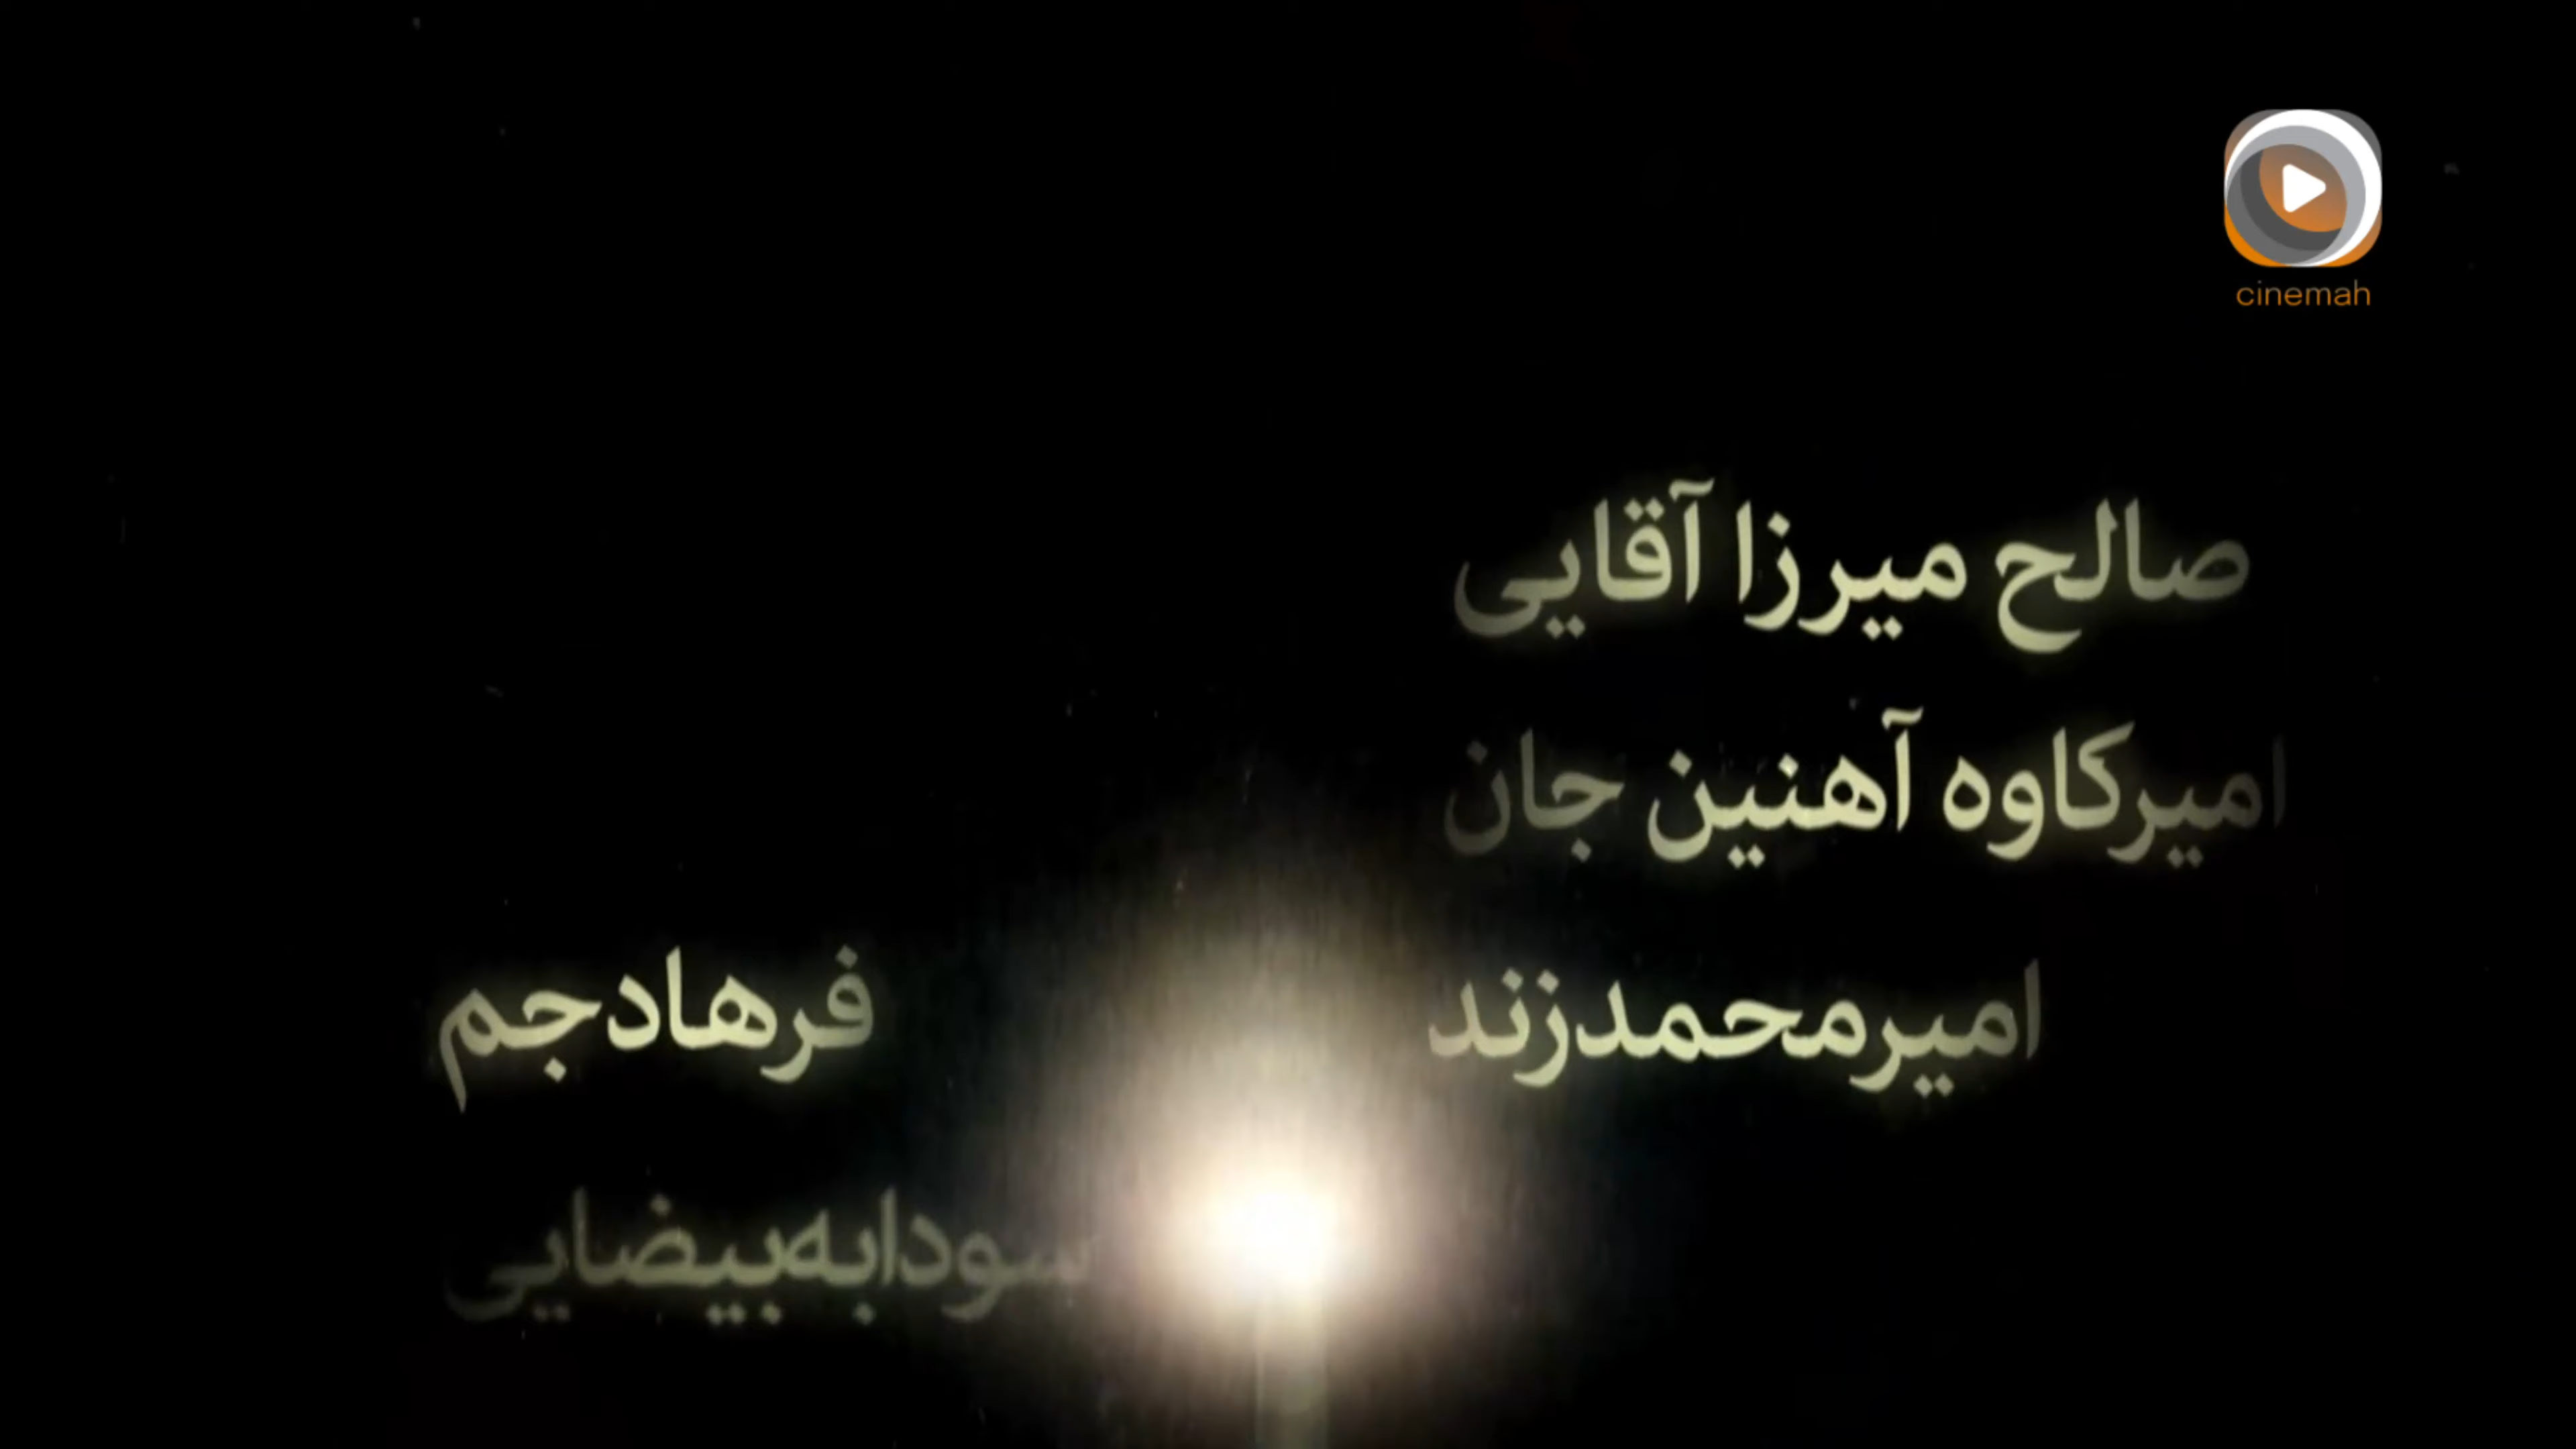 cinemah
صالح میرزا آقایی
امیرکاوه آهنین جان
امیرمحمدزند
فرهادجم
سودابه‌بیضایی